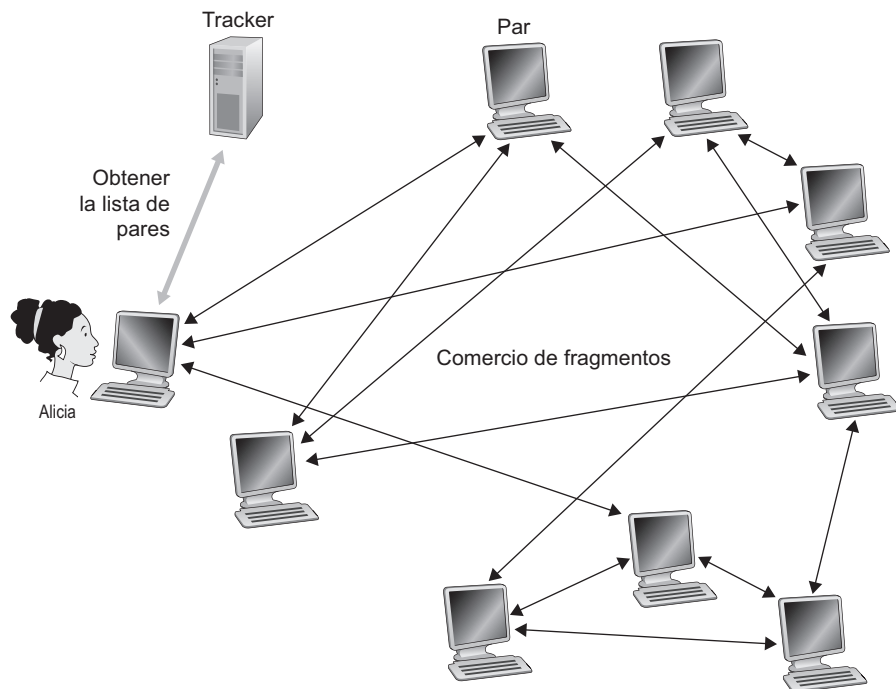 Tracker
Par
Obtener
la lista de
pares
Comercio de fragmentos
Alicia